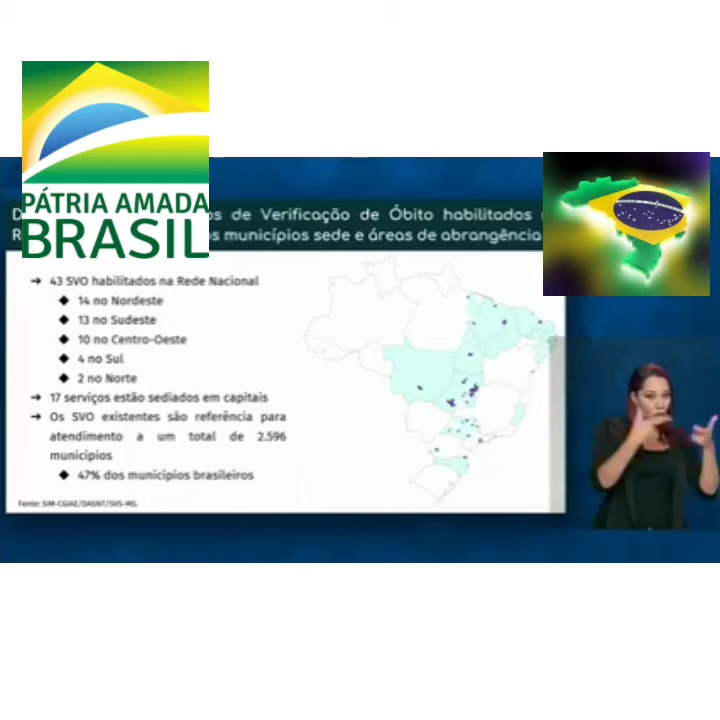 PÁTRIA AMADA
BRASIL
os de Verificação de Óbito habilitados
os municípios sede e áreas de abrangência
→ 43 SVO habilitados na Rede Nacional
◆ 14 no Nordeste
◆ 13 no Sudeste
◆ 10 no Centro-Oeste
◆ 4 no Sul
◆ 2 no Norte
→ 17 serviços estão sediados em capitais
→ Os SVO existentes são referência para
atendimento a um total de 2.596
municípios
◆ 47% dos municípios brasileiros
Fonte: SIM-CGIAE/DASNT/SVS-MS.